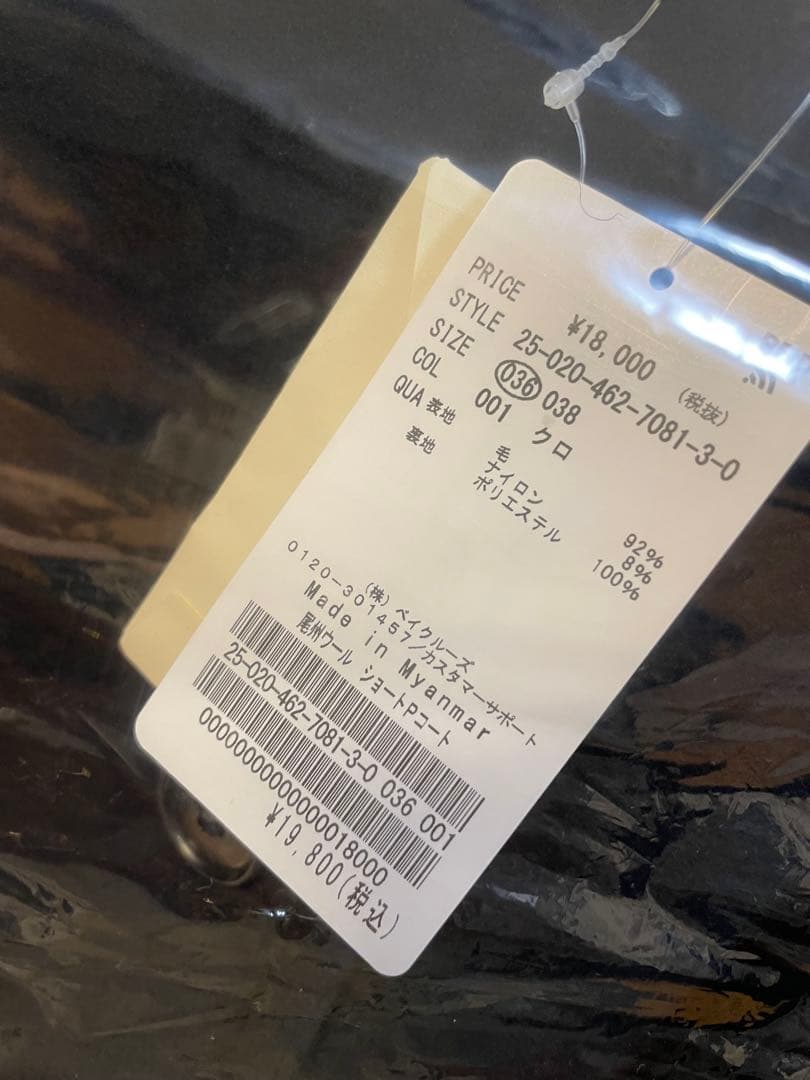 PRICE ¥18,000 (税抜)
STYLE 25-020-462-7081-3-0
SIZE 036 038
COL 001 クロ
QUA 表地 毛 92%
ナイロン 8%
裏地 ポリエステル 100%
(株) ベイクルーズ
0120-301457/カスタマーサポート
Made in Myanmar
尾州ウール ショートPコート
25-020-462-7081-3-0 036 001
0000000000000018000
¥19,800(税込)